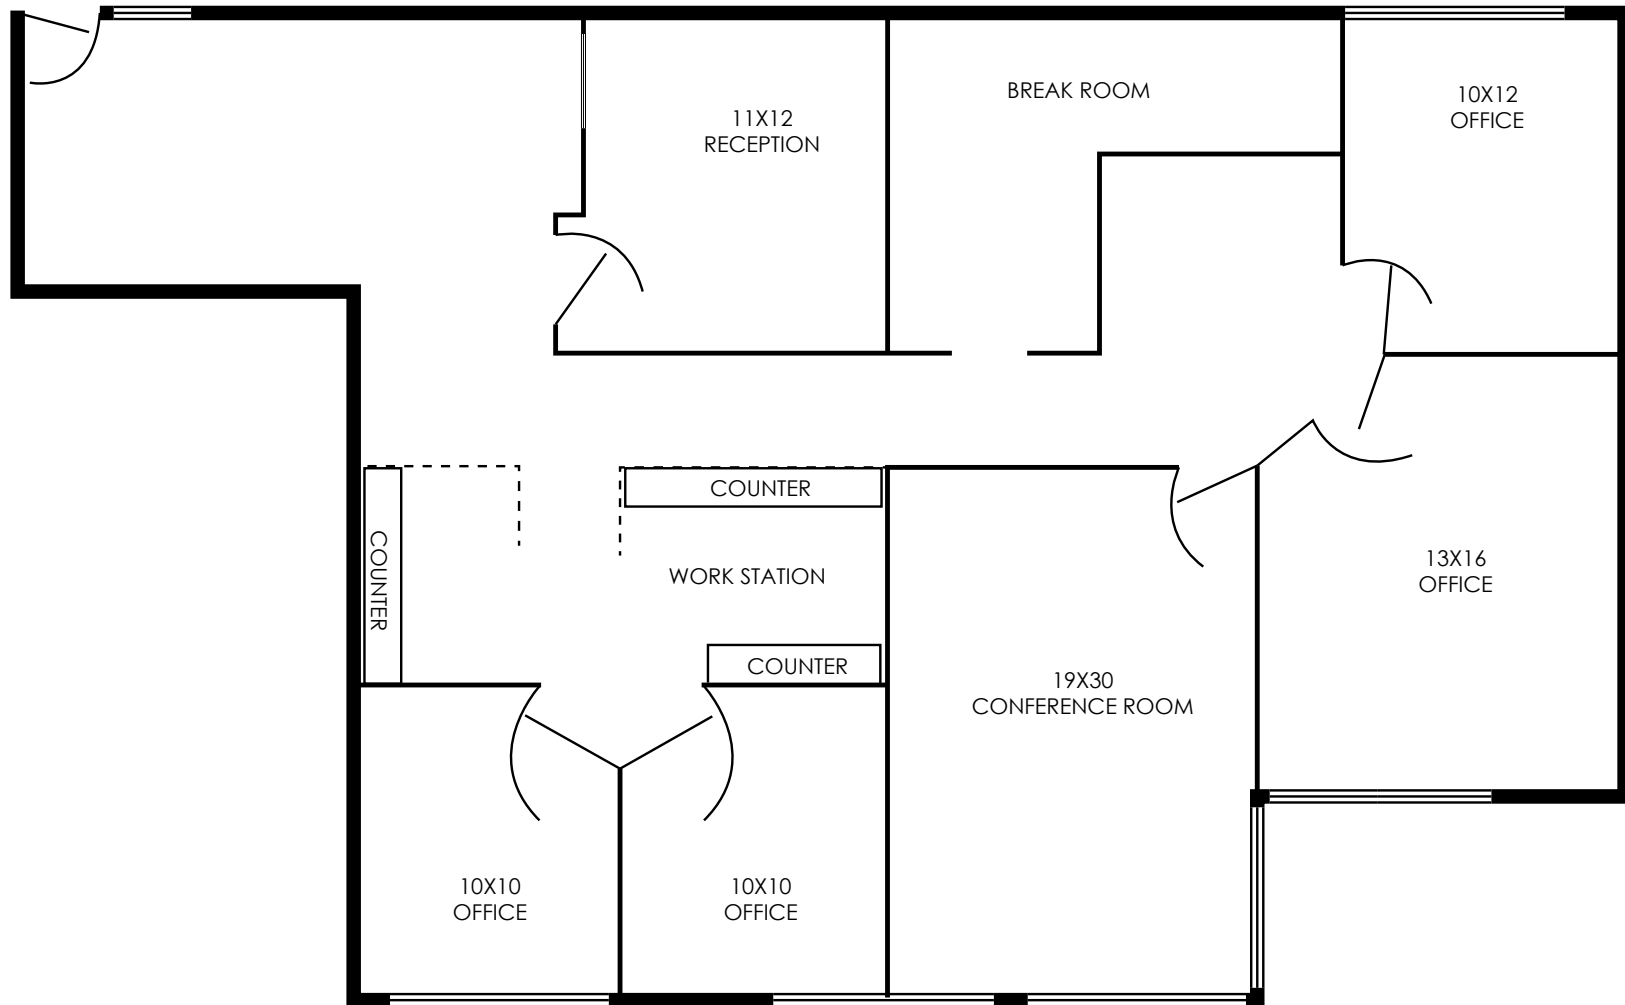 BREAK ROOM
10X12
OFFICE
11X12
RECEPTION
COUNTER
COUNTER
WORK STATION
13X16
OFFICE
COUNTER
19X30
CONFERENCE ROOM
10X10
OFFICE
10X10
OFFICE